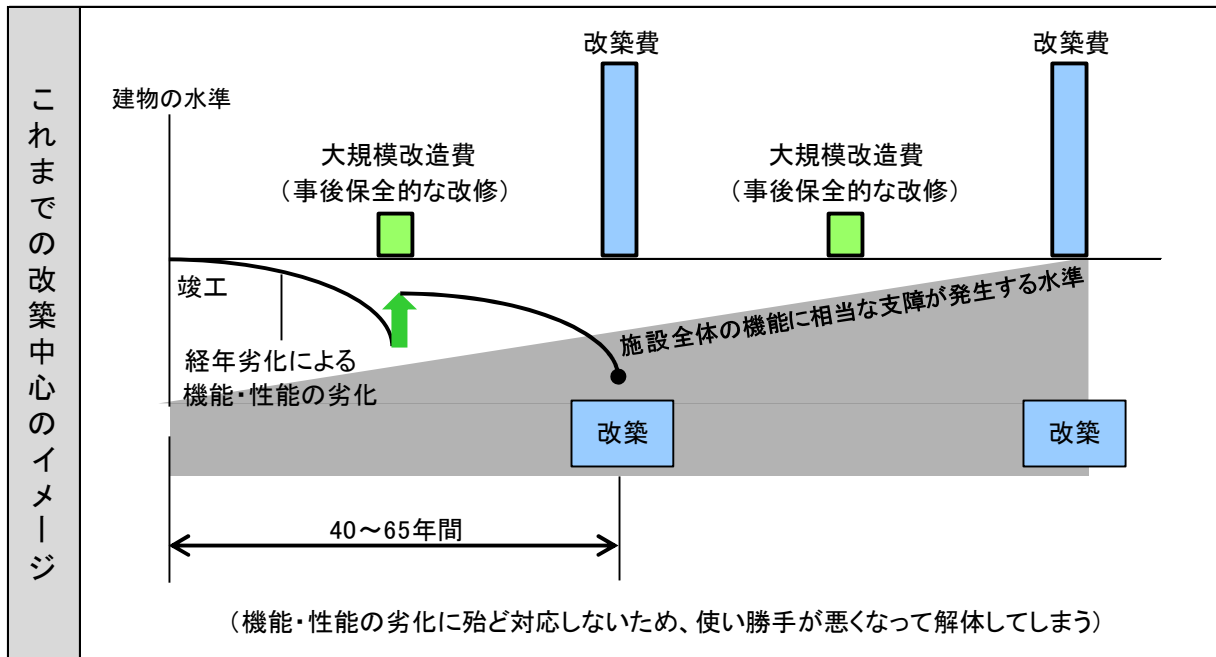 これまでの改築中心のイメージ
改築費
改築費
建物の水準
大規模改造費
（事後保全的な改修）
大規模改造費
（事後保全的な改修）
竣工
施設全体の機能に相当な支障が発生する水準
経年劣化による
機能・性能の劣化
改築
改築
40～65年間
（機能・性能の劣化に殆ど対応しないため、使い勝手が悪くなって解体してしまう）